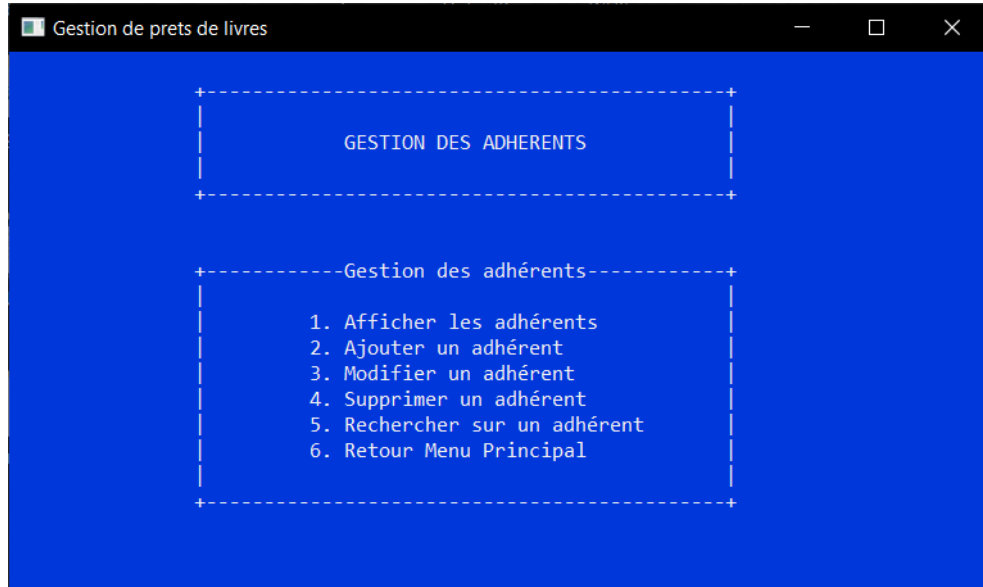 Gestion de prets de livres
GESTION DES ADHERENTS
Gestion des adhérents
1. Afficher les adhérents
2. Ajouter un adhérent
3. Modifier un adhérent
4. Supprimer un adhérent
5. Rechercher sur un adhérent
6. Retour Menu Principal